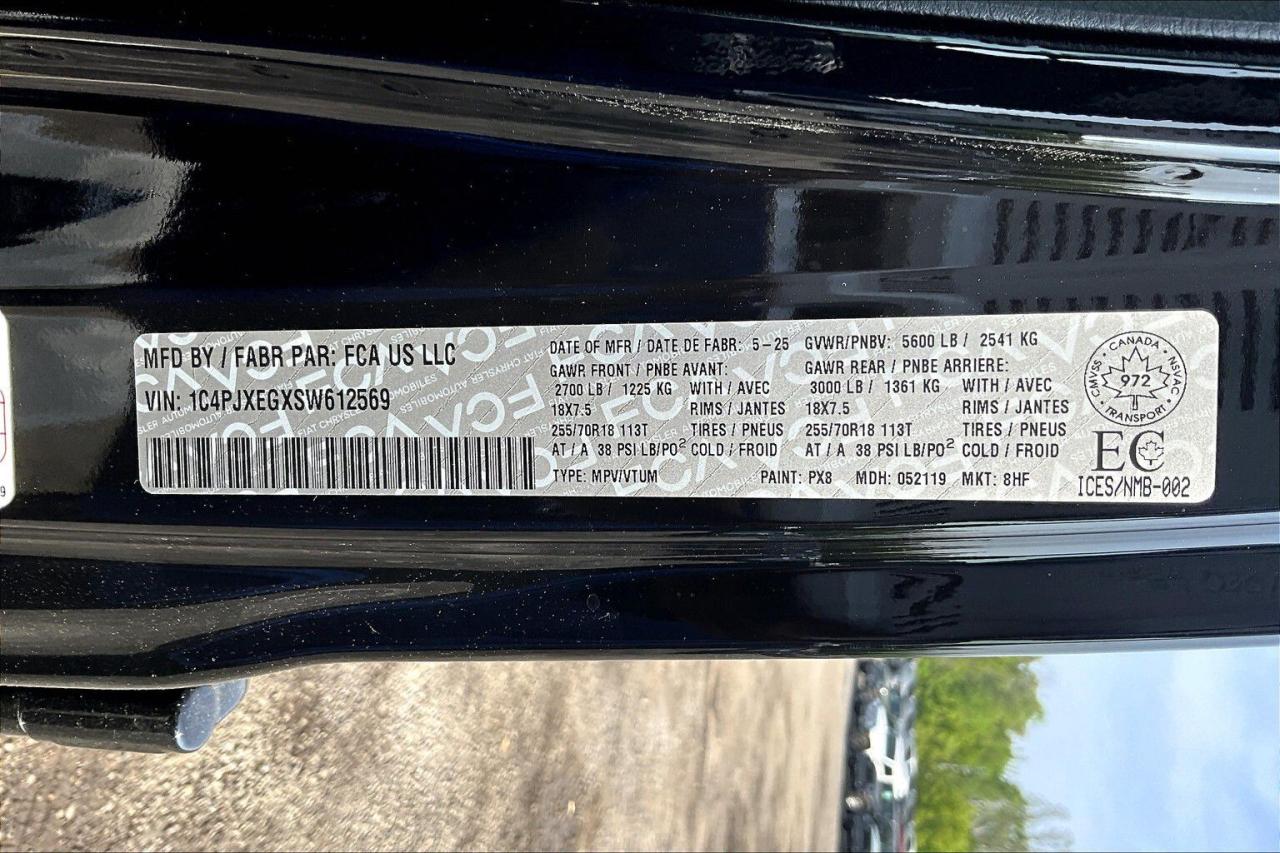 MFD BY / FABR PAR: FCA US LLC
VIN: 1C4PJXEGXSW612569
DATE OF MFR / DATE DE FABR: 5-25
GVWR/PNBV: 5600 LB / 2541 KG
GAWR FRONT / PNBE AVANT:
2700 LB / 1225 KG WITH / AVEC
18X7.5 RIMS / JANTES
255/70R18 113T TIRES / PNEUS
AT / A 38 PSI LB/PO² COLD / FROID
GAWR REAR / PNBE ARRIERE:
3000 LB / 1361 KG WITH / AVEC
18X7.5 RIMS / JANTES
255/70R18 113T TIRES / PNEUS
AT / A 38 PSI LB/PO² COLD / FROID
TYPE: MPV/VTUM PAINT: PX8 MDH: 052119 MKT: 8HF
CMVSS • CANADA • NSVAC
972
TRANSPORT
EC
ICES/NMB-002